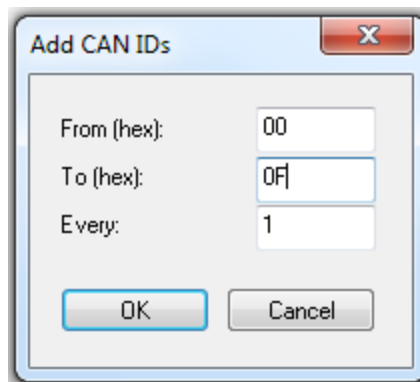 Add CAN IDs
From (hex): 00
To (hex): 0F
Every: 1
OK Cancel